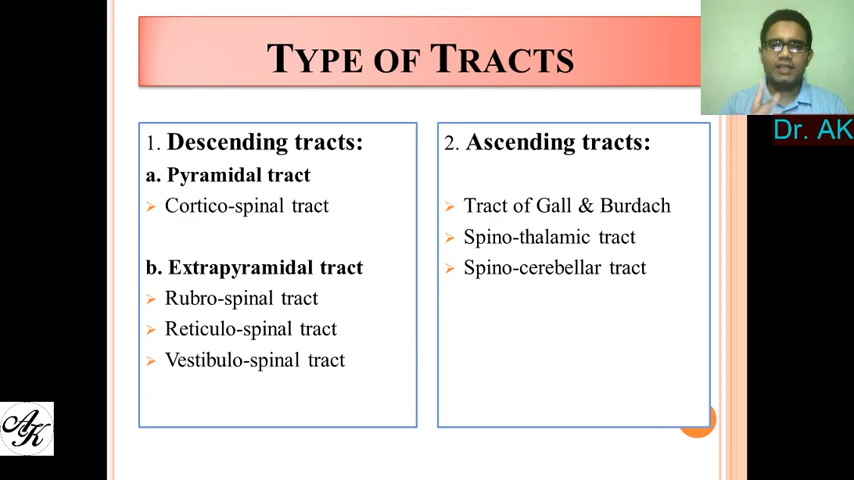 TYPE OF TRACTS
Dr. AK
1. Descending tracts:
a. Pyramidal tract
Cortico-spinal tract
b. Extrapyramidal tract
Rubro-spinal tract
Reticulo-spinal tract
Vestibulo-spinal tract
2. Ascending tracts:
Tract of Gall & Burdach
Spino-thalamic tract
Spino-cerebellar tract
AK